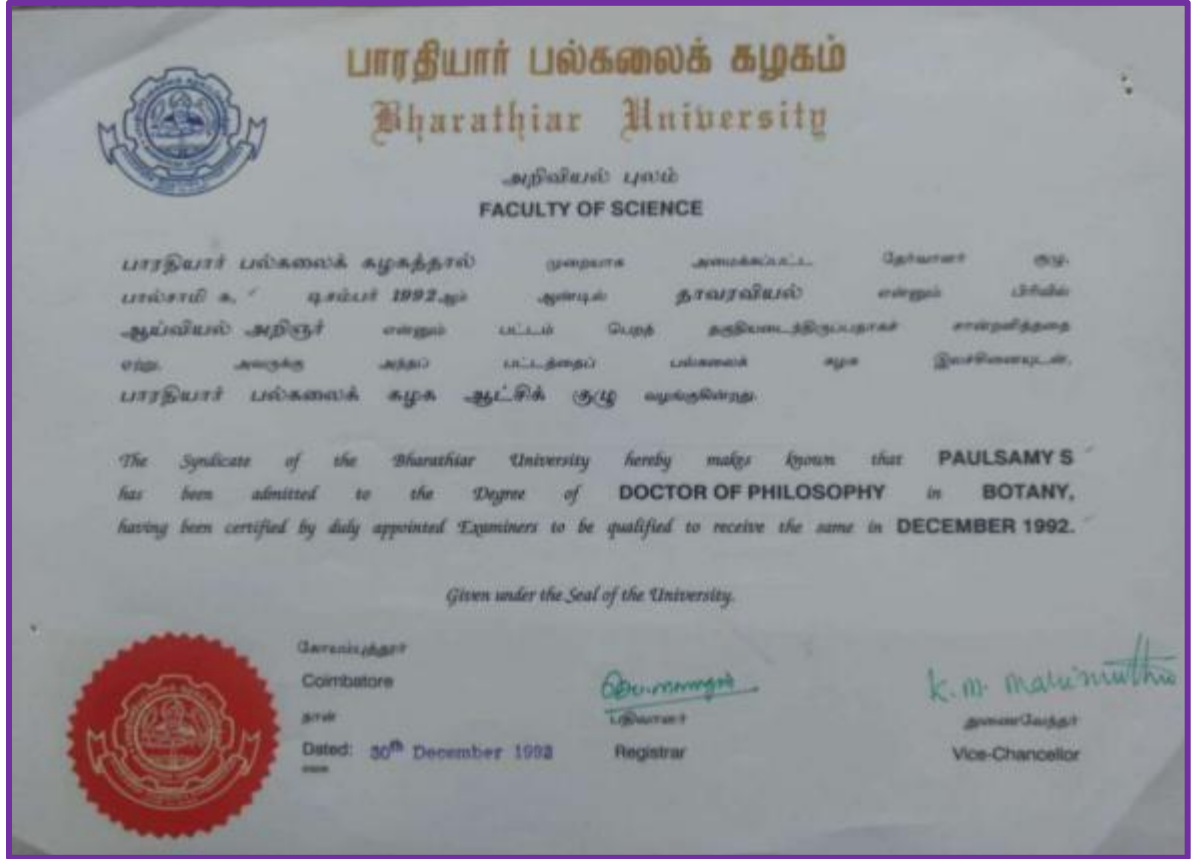 பாரதியார் பல்கலைக் கழகம்
Bharathiar University
அறிவியல் புலம்
FACULTY OF SCIENCE
பாரதியார் பல்கலைக் கழகத்தால் முறையாக அமைக்கப்பட்ட தேர்வாளர் குழு,
பால்சாமி சு, டிசம்பர் 1992ஆம் ஆண்டில் தாவரவியல் என்னும் பிரிவில்
ஆய்வியல் அறிஞர் என்னும் பட்டம் பெறத் தகுதியடைந்திருப்பதாகச் சான்றளித்ததை
ஏற்று, அவருக்கு அந்தப் பட்டத்தைப் பல்கலைக் கழக இலச்சினையுடன்,
பாரதியார் பல்கலைக் கழக ஆட்சிக் குழு வழங்குகின்றது.
The Syndicate of the Bharathiar University hereby makes known that PAULSAMY S
has been admitted to the Degree of DOCTOR OF PHILOSOPHY in BOTANY,
having been certified by duly appointed Examiners to be qualified to receive the same in DECEMBER 1992.
Given under the Seal of the University.
கோயம்புத்தூர்
Coimbatore
நாள்
Dated: 30th December 1992
பதிவாளர்
Registrar
K. M. Marimuthu
துணைவேந்தர்
Vice-Chancellor